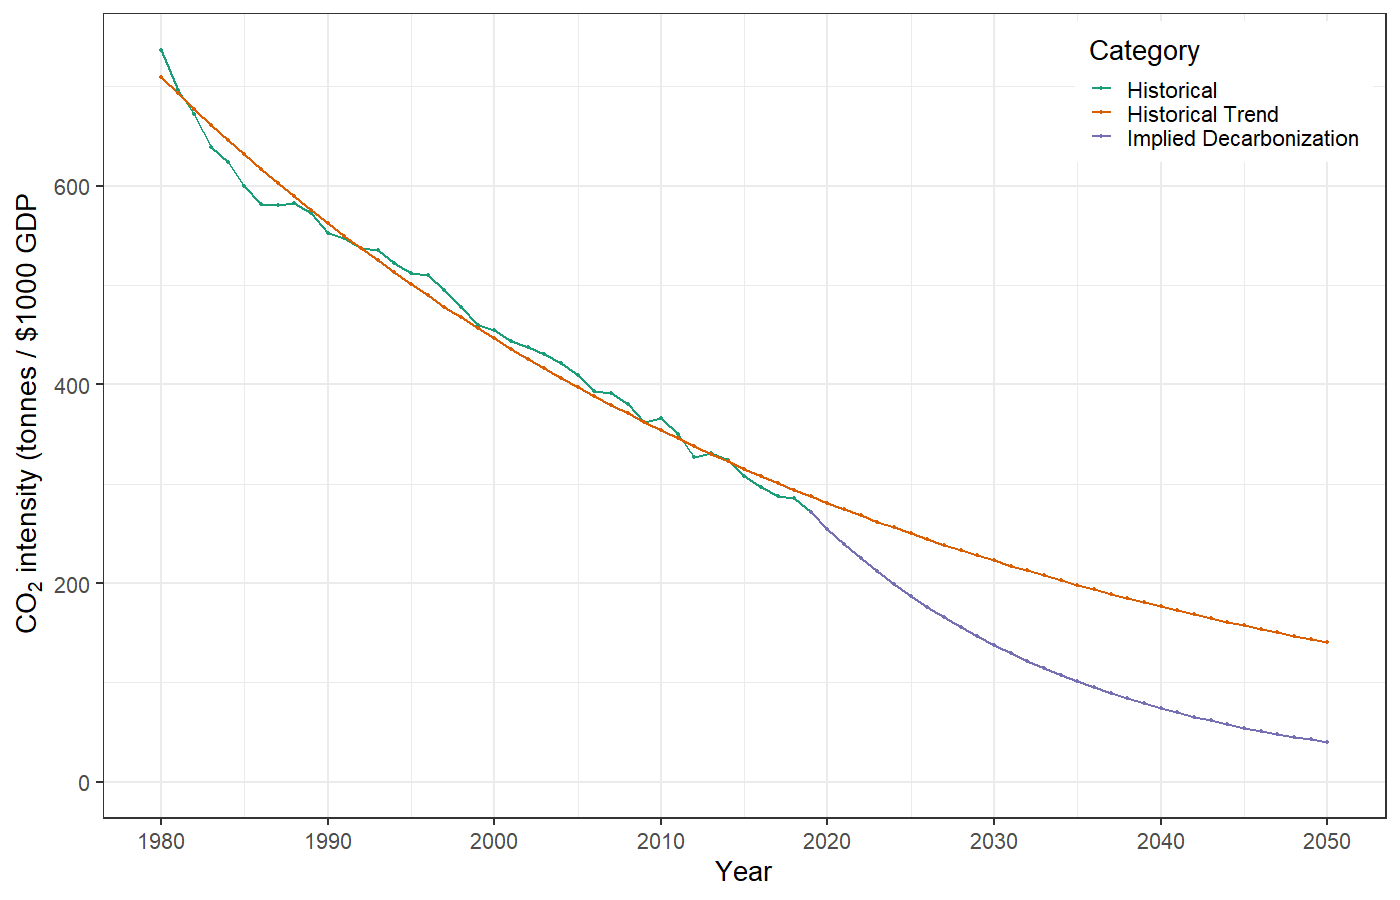 Category
Historical
Historical Trend
Implied Decarbonization
CO₂ intensity (tonnes / $1000 GDP
600
400
200
0
1980 1990 2000 2010 2020 2030 2040 2050
Year